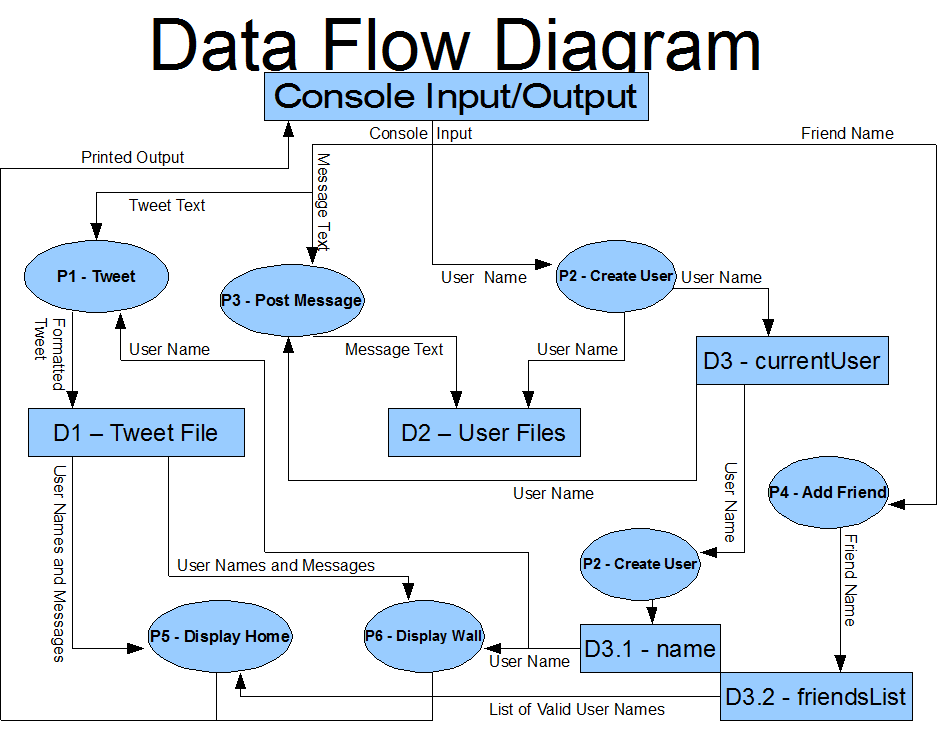 Data Flow Diagram
Console Input/Output
Console Input
Friend Name
Printed Output
Message Text
Tweet Text
P1 - Tweet
P3 - Post Message
User Name
P2 - Create User
User Name
Formatted
Tweet
User Name
Message Text
User Name
D3 - currentUser
D1 – Tweet File
D2 – User Files
User Name
User Name
P4 - Add Friend
User Names and Messages
User Names and Messages
P2 - Create User
Friend Name
P5 - Display Home
P6 - Display Wall
User Name
D3.1 - name
D3.2 - friendsList
List of Valid User Names